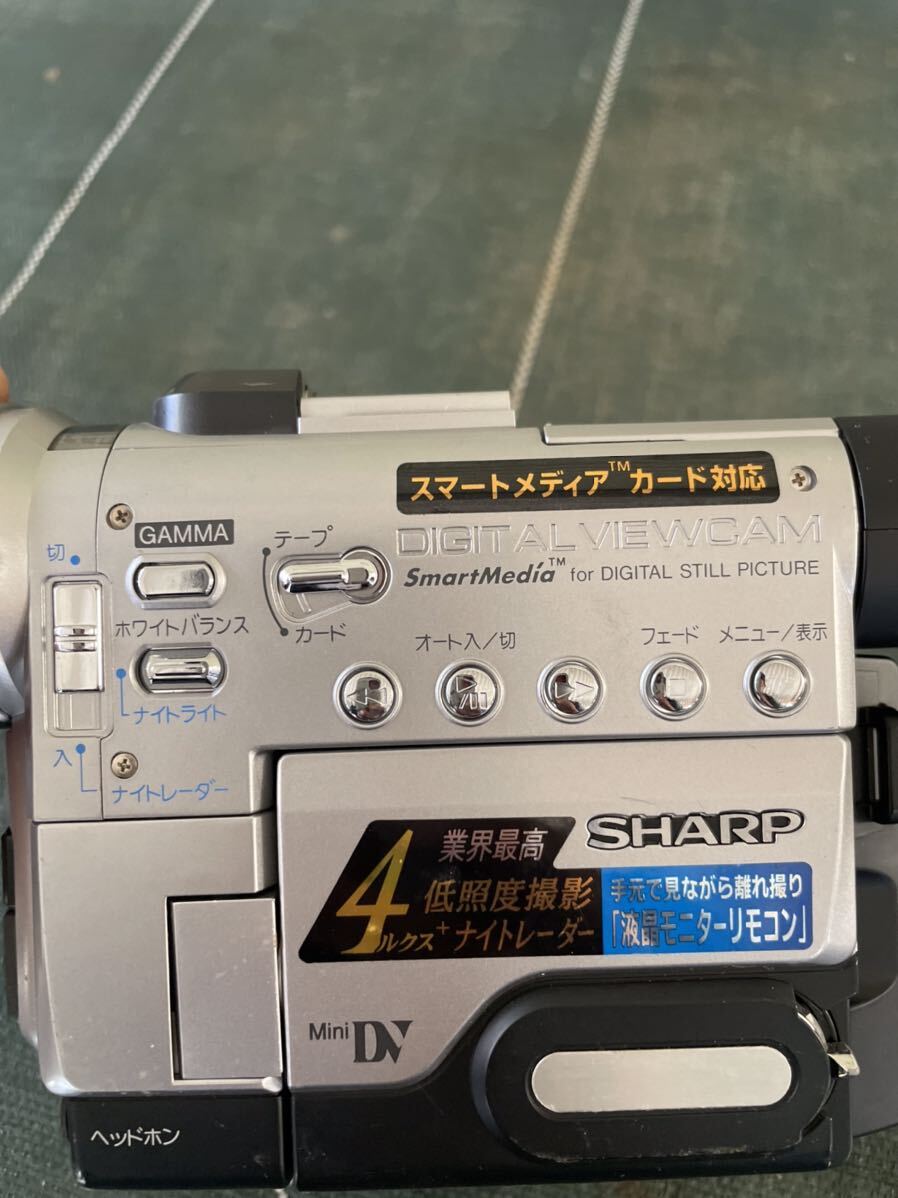 スマートメディア™カード対応
DIGITAL VIEWCAM
SmartMedia™ for DIGITAL STILL PICTURE
GAMMA
テープ
切
カード
ホワイトバランス
オート入/切
フェード
メニュー/表示
ナイトライト
入
ナイトレーダー
SHARP
業界最高
4ルクス+
低照度撮影
ナイトレーダー
手元で見ながら離れ撮り
「液晶モニターリモコン」
Mini DV
ヘッドホン